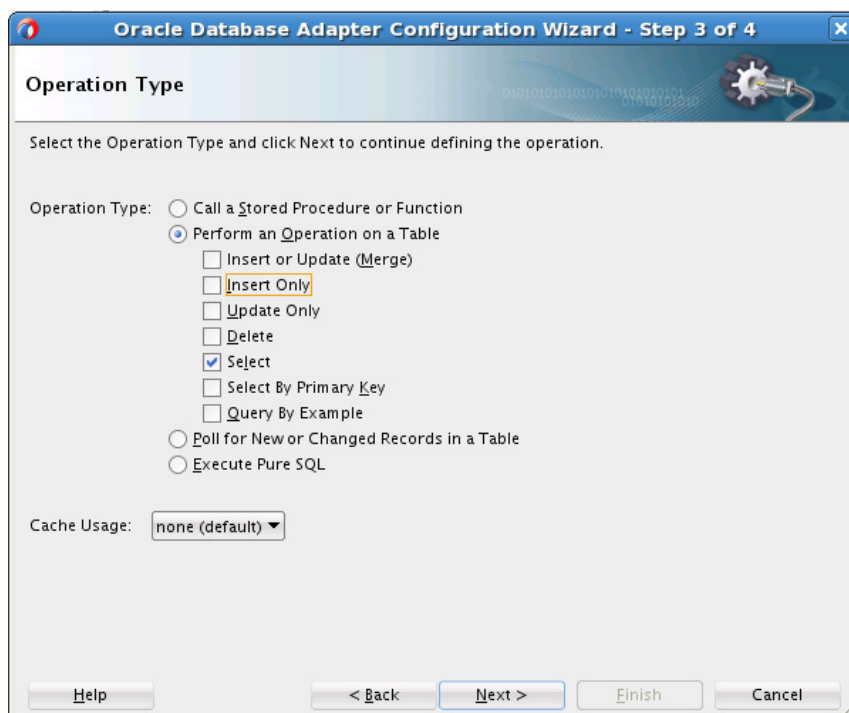 Oracle Database Adapter Configuration Wizard - Step 3 of 4
Operation Type
Select the Operation Type and click Next to continue defining the operation.
Operation Type: Call a Stored Procedure or Function
Perform an Operation on a Table
Insert or Update (Merge)
Insert Only
Update Only
Delete
Select
Select By Primary Key
Query By Example
Poll for New or Changed Records in a Table
Execute Pure SQL
Cache Usage: none (default)
Help < Back Next > Finish Cancel